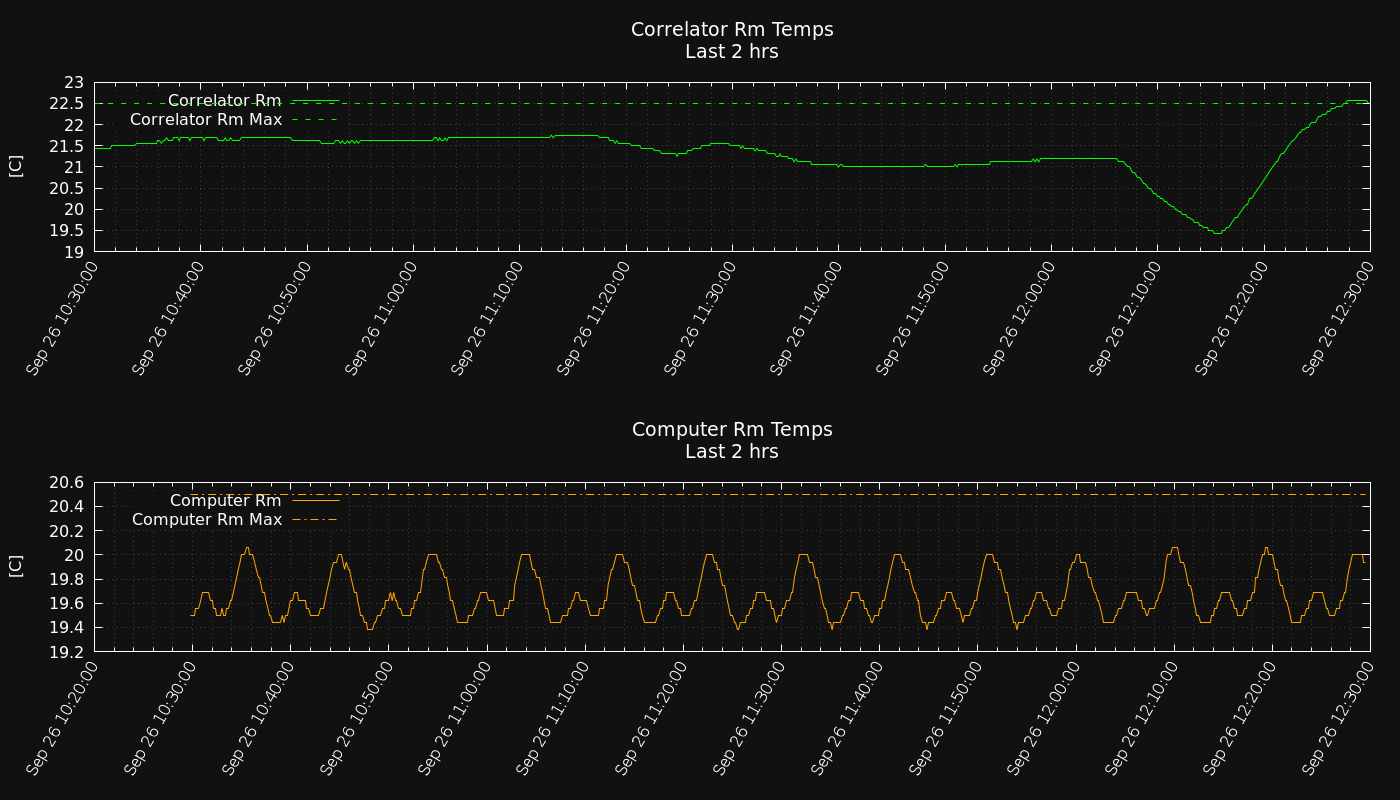 Correlator Rm Temps
Last 2 hrs
23
22.5
22
21.5
21
20.5
20
19.5
19
[C]
Correlator Rm
Correlator Rm Max
Sep 26 10:30:00
Sep 26 10:40:00
Sep 26 10:50:00
Sep 26 11:00:00
Sep 26 11:10:00
Sep 26 11:20:00
Sep 26 11:30:00
Sep 26 11:40:00
Sep 26 11:50:00
Sep 26 12:00:00
Sep 26 12:10:00
Sep 26 12:20:00
Sep 26 12:30:00
Computer Rm Temps
Last 2 hrs
20.6
20.4
20.2
20
19.8
19.6
19.4
19.2
[C]
Computer Rm
Computer Rm Max
Sep 26 10:20:00
Sep 26 10:30:00
Sep 26 10:40:00
Sep 26 10:50:00
Sep 26 11:00:00
Sep 26 11:10:00
Sep 26 11:20:00
Sep 26 11:30:00
Sep 26 11:40:00
Sep 26 11:50:00
Sep 26 12:00:00
Sep 26 12:10:00
Sep 26 12:20:00
Sep 26 12:30:00